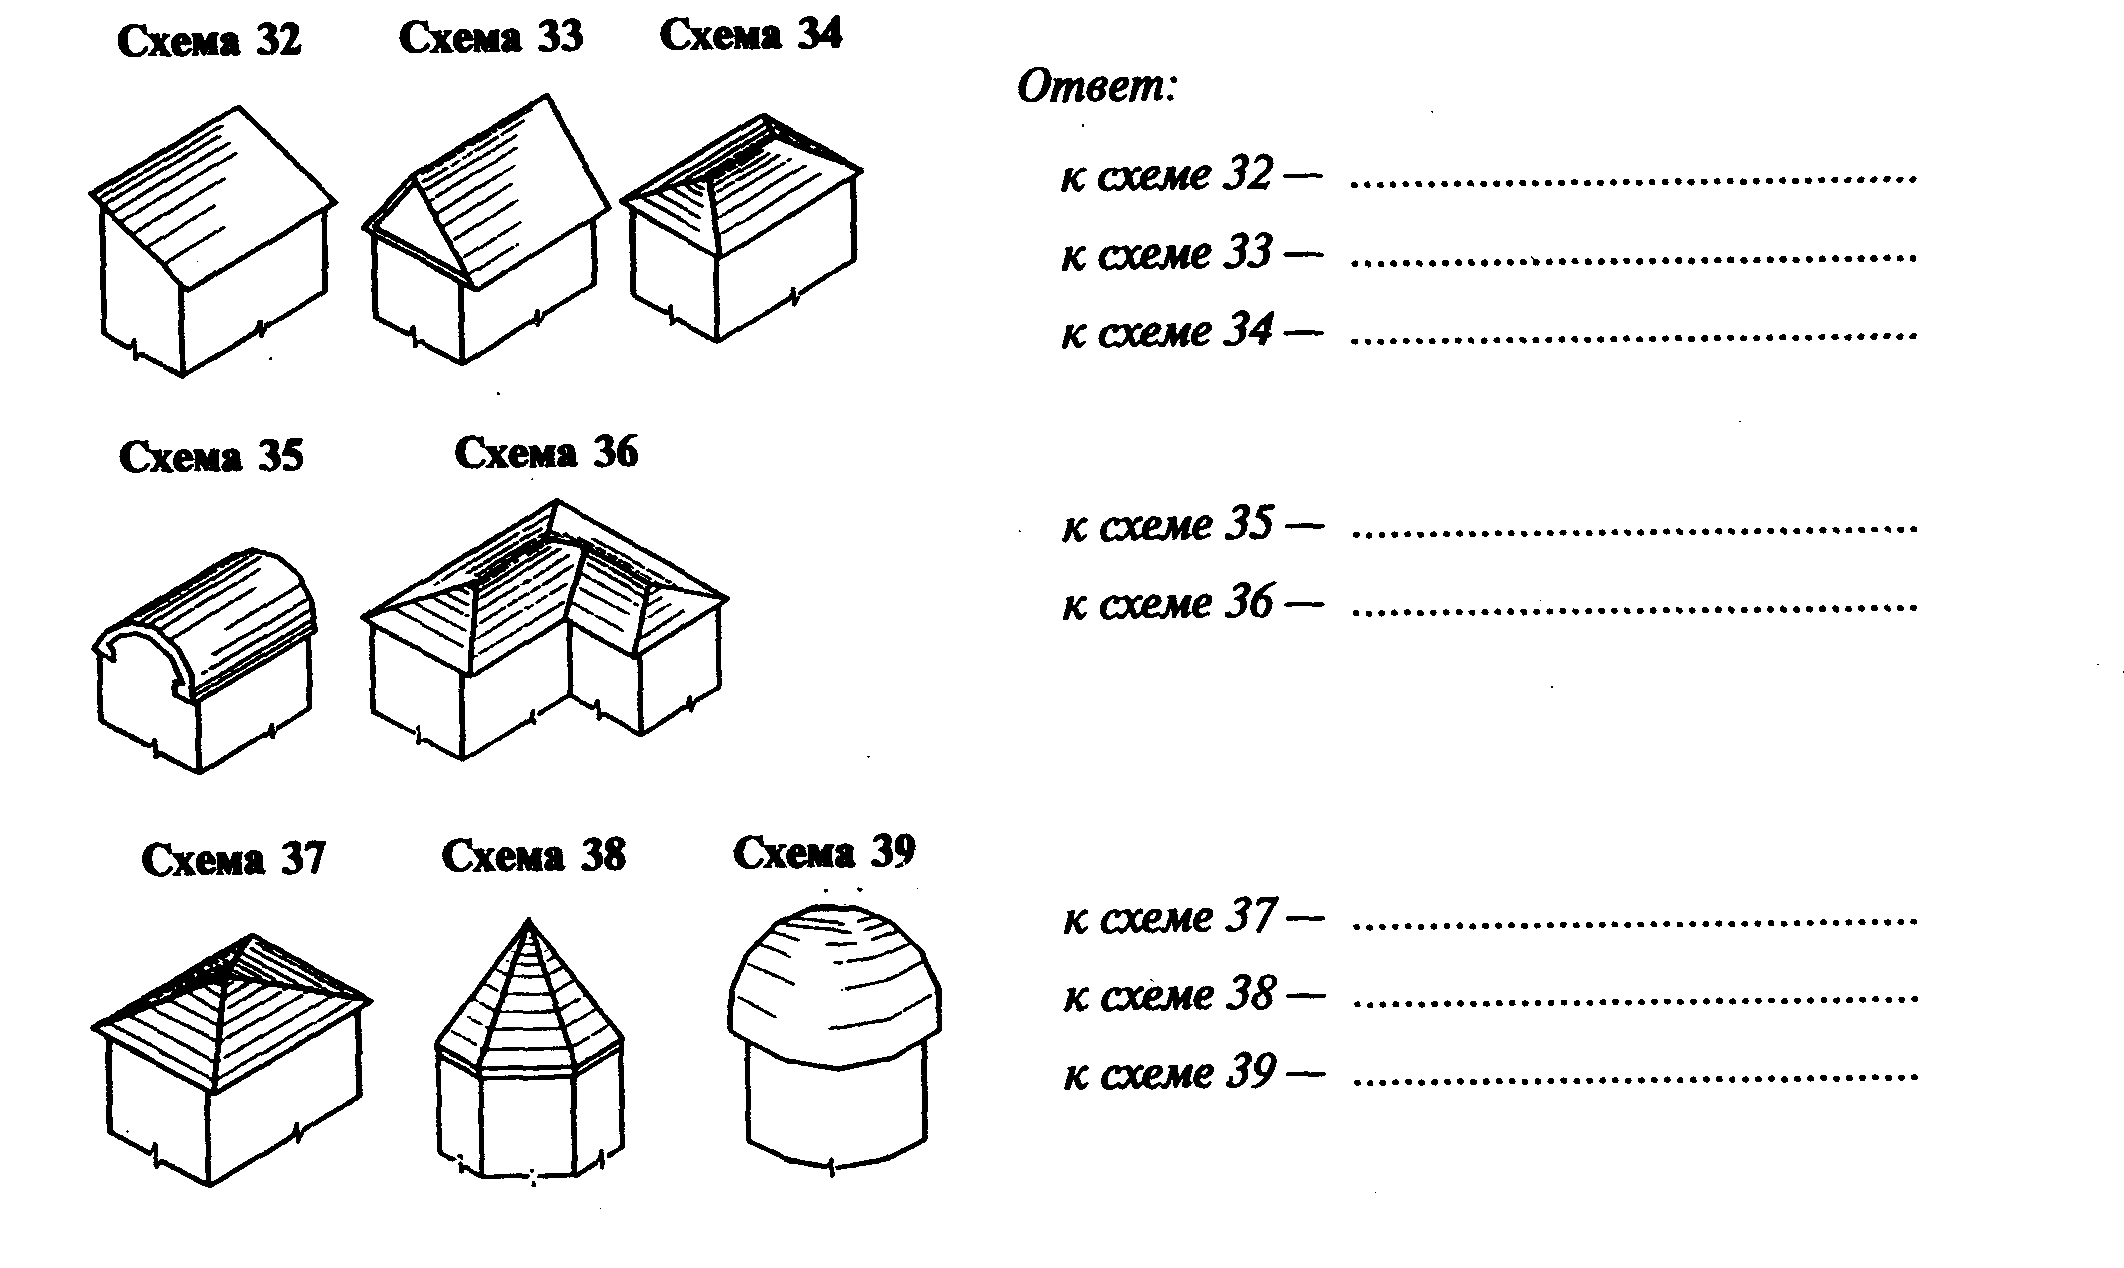 Схема 32 Схема 33 Схема 34
Ответ:
к схеме 32 — ............................................
к схеме 33 — ............................................
к схеме 34 — ............................................
Схема 35 Схема 36
к схеме 35 — ............................................
к схеме 36 — ............................................
Схема 37 Схема 38 Схема 39
к схеме 37 — ............................................
к схеме 38 — ............................................
к схеме 39 — ............................................